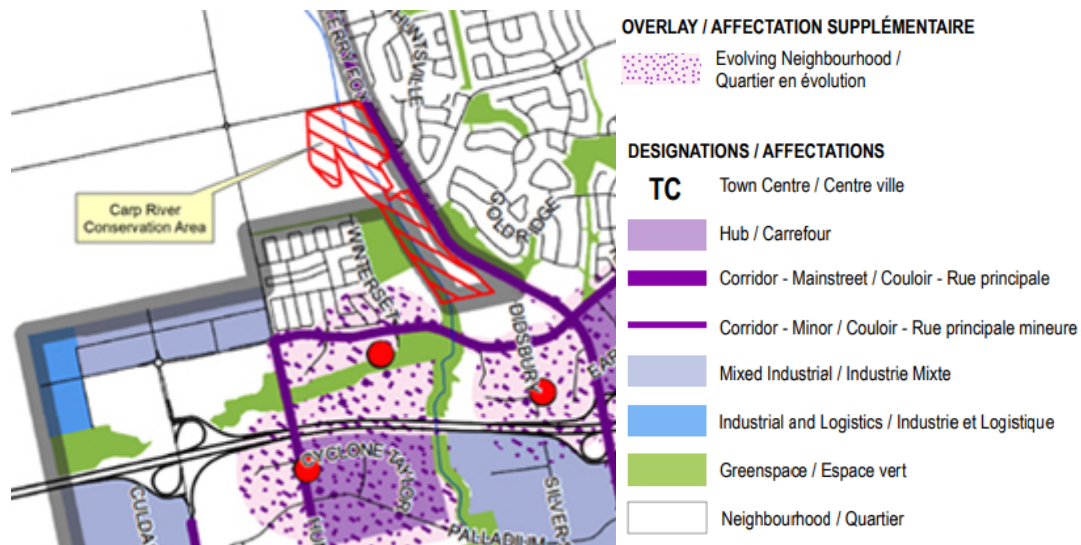 TERRY FOX
HUNTSVILLE
Carp River
Conservation Area
GOLDRIDGE
WINTERSET
DIDSBURY
CYCLONE TAYLOR
PALLADIUM
OVERLAY / AFFECTATION SUPPLÉMENTAIRE
Evolving Neighbourhood /
Quartier en évolution
DESIGNATIONS / AFFECTATIONS
TC Town Centre / Centre ville
Hub / Carrefour
Corridor - Mainstreet / Couloir - Rue principale
Corridor - Minor / Couloir - Rue principale mineure
Mixed Industrial / Industrie Mixte
Industrial and Logistics / Industrie et Logistique
Greenspace / Espace vert
Neighbourhood / Quartier